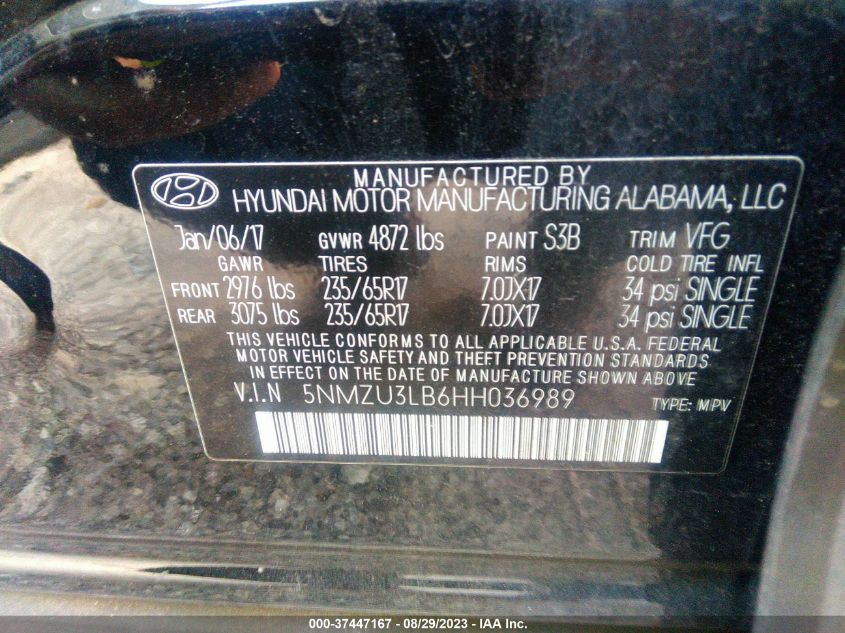 MANUFACTURED BY
HYUNDAI MOTOR MANUFACTURING ALABAMA, LLC
Jan/06/17 GVWR 4872 lbs PAINT S3B TRIM VFG
GAWR TIRES RIMS COLD TIRE INFL
FRONT 2976 lbs 235/65R17 7.0JX17 34 psi SINGLE
REAR 3075 lbs 235/65R17 7.0JX17 34 psi SINGLE
THIS VEHICLE CONFORMS TO ALL APPLICABLE U.S.A. FEDERAL
MOTOR VEHICLE SAFETY AND THEFT PREVENTION STANDARDS
IN EFFECT ON THE DATE OF MANUFACTURE SHOWN ABOVE
V.I.N 5NMZU3LB6HH036989 TYPE: MPV
000-37447167 - 08/29/2023 - IAA Inc.